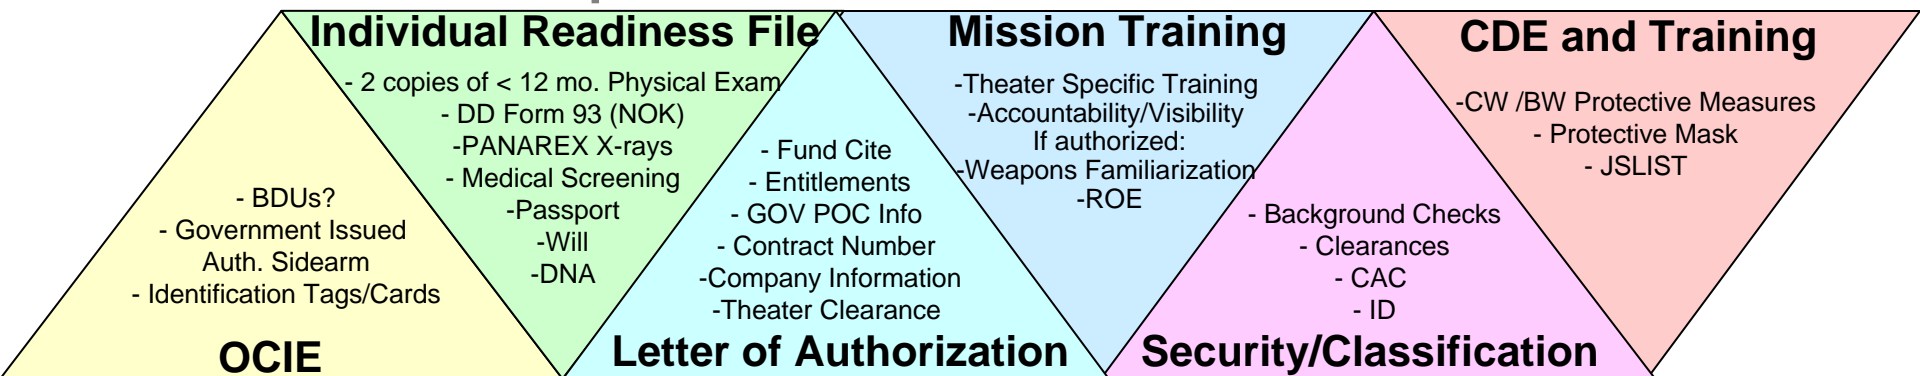 - BDUs?
- Government Issued
Auth. Sidearm
- Identification Tags/Cards
OCIE
Individual Readiness File
- 2 copies of < 12 mo. Physical Exam
- DD Form 93 (NOK)
-PANAREX X-rays
- Medical Screening
-Passport
-Will
-DNA
- Fund Cite
- Entitlements
- GOV POC Info
- Contract Number
-Company Information
-Theater Clearance
Letter of Authorization
Mission Training
-Theater Specific Training
-Accountability/Visibility
If authorized:
-Weapons Familiarization
-ROE
- Background Checks
- Clearances
- CAC
- ID
Security/Classification
CDE and Training
-CW /BW Protective Measures
- Protective Mask
- JSLIST